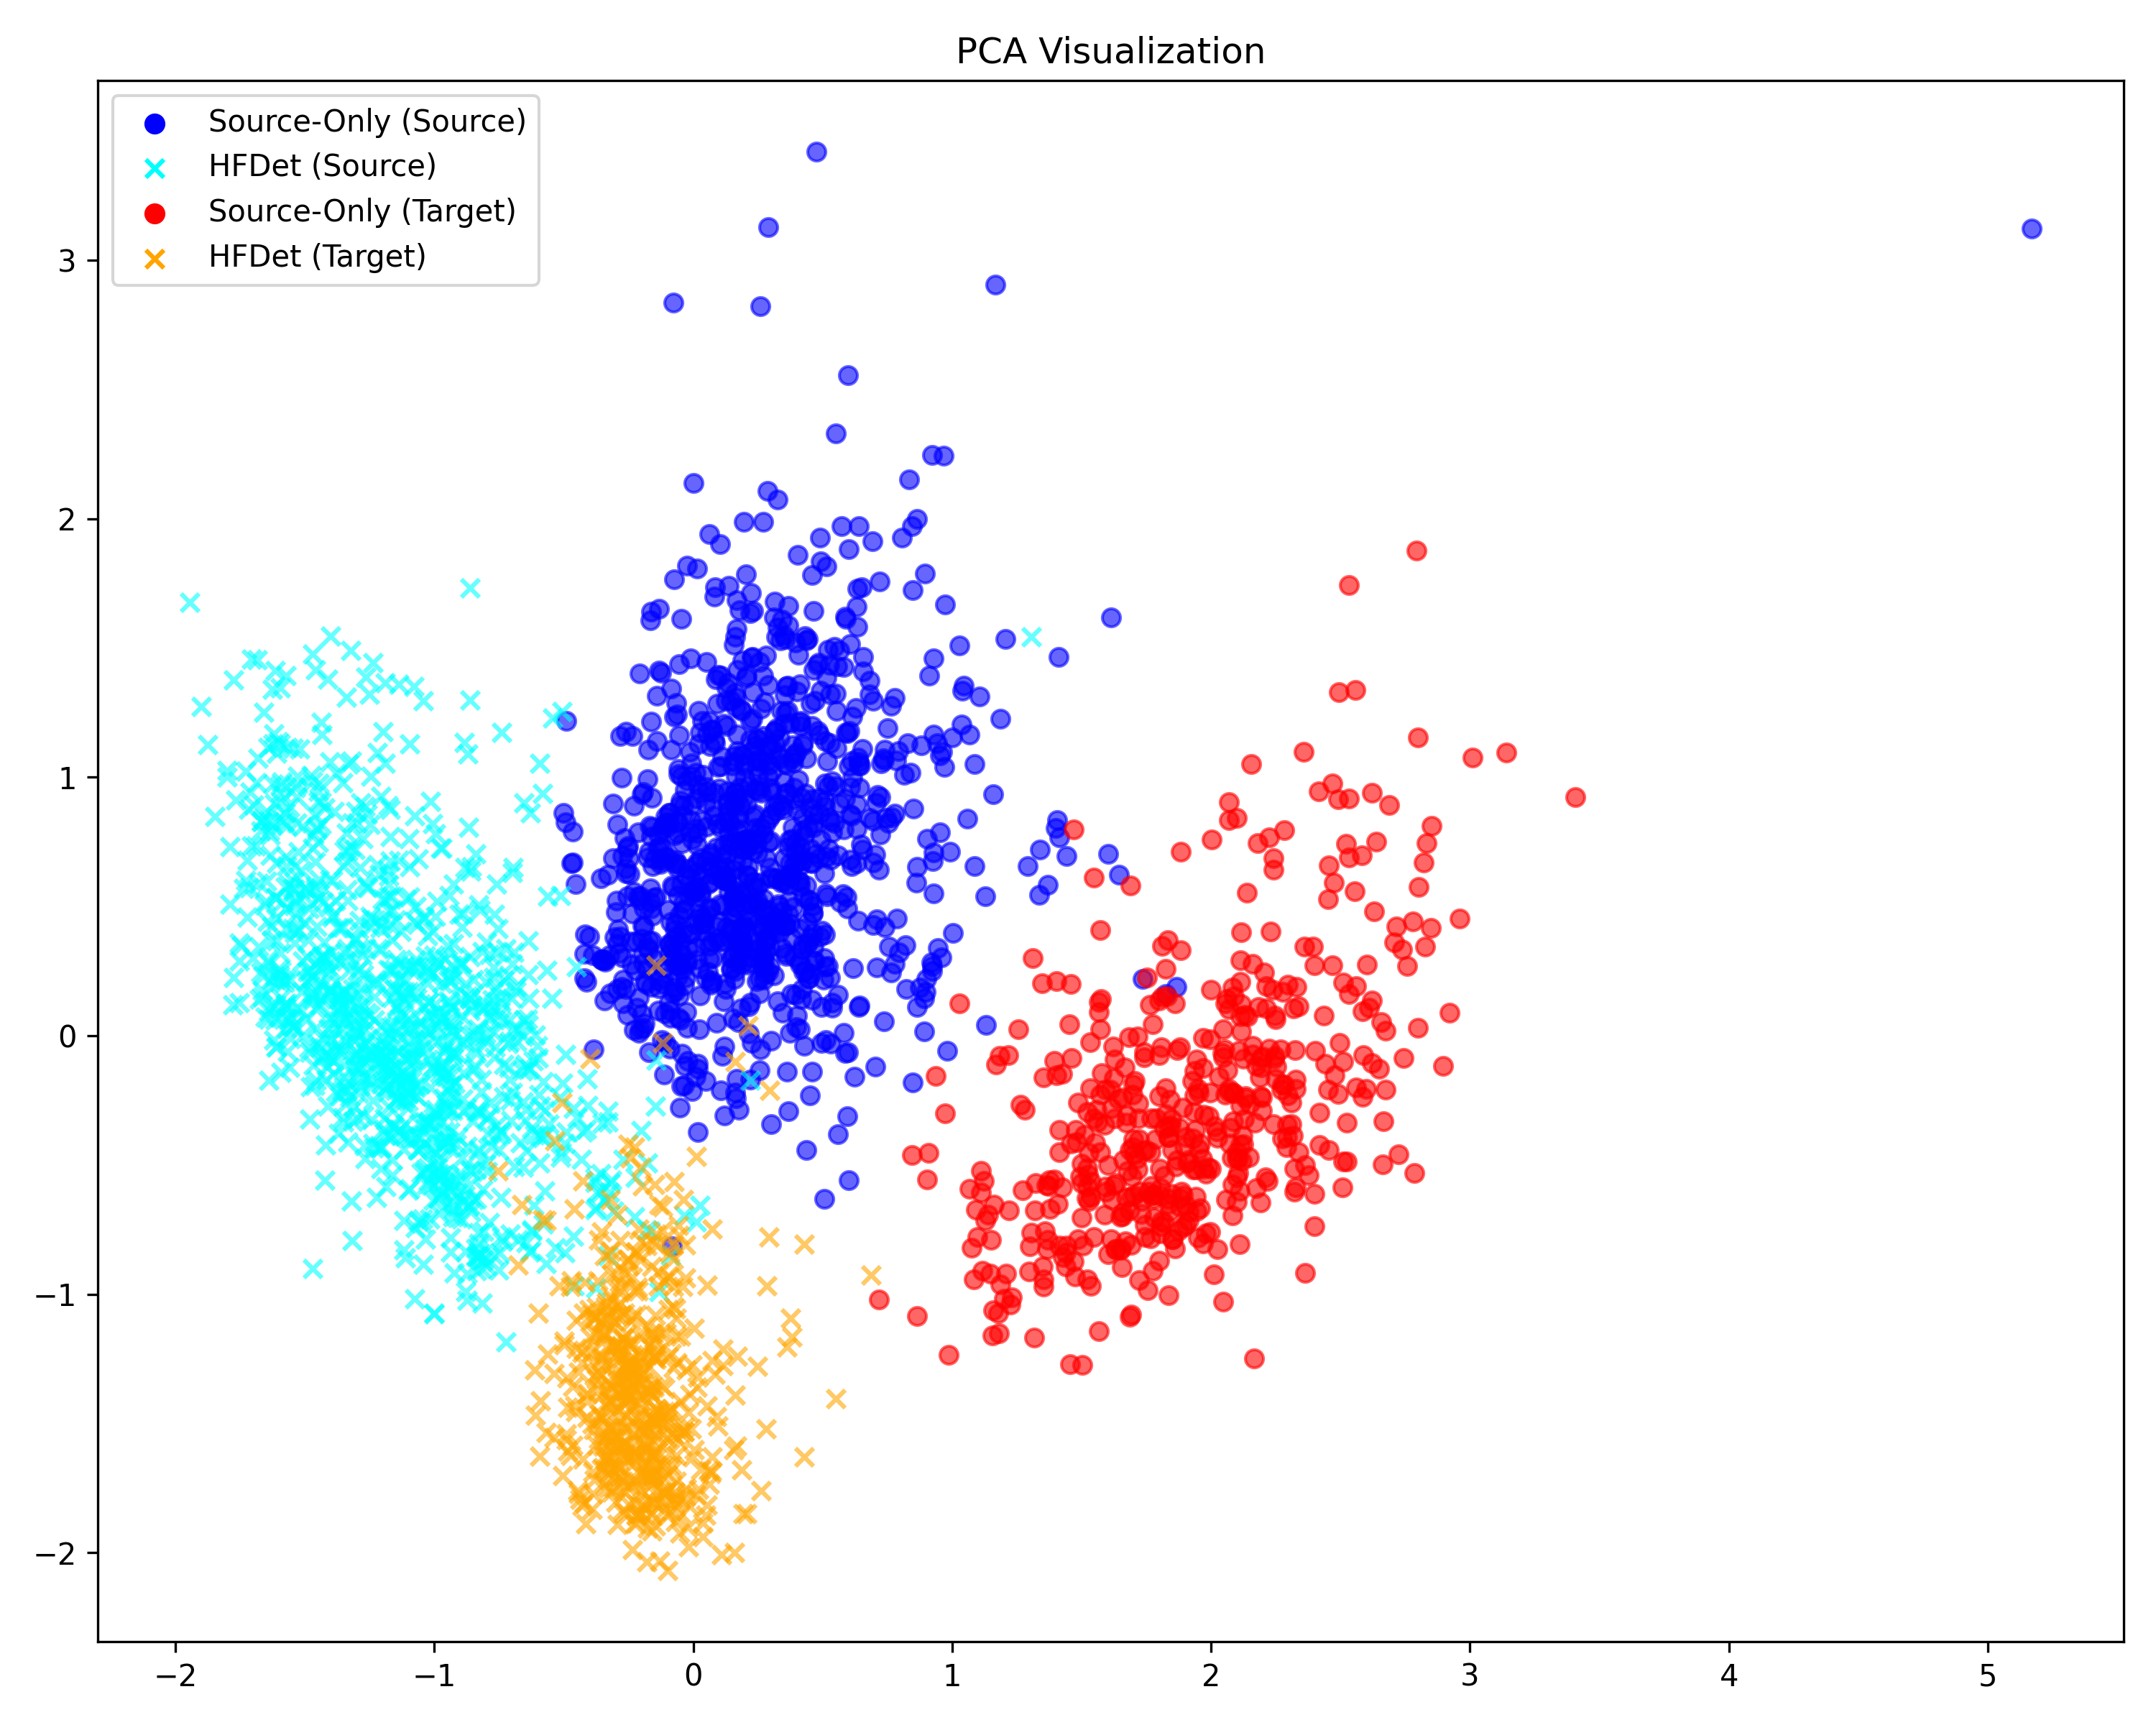 PCA Visualization
Source-Only (Source)
HFDet (Source)
Source-Only (Target)
HFDet (Target)
3
2
1
0
−1
−2
−2 −1 0 1 2 3 4 5